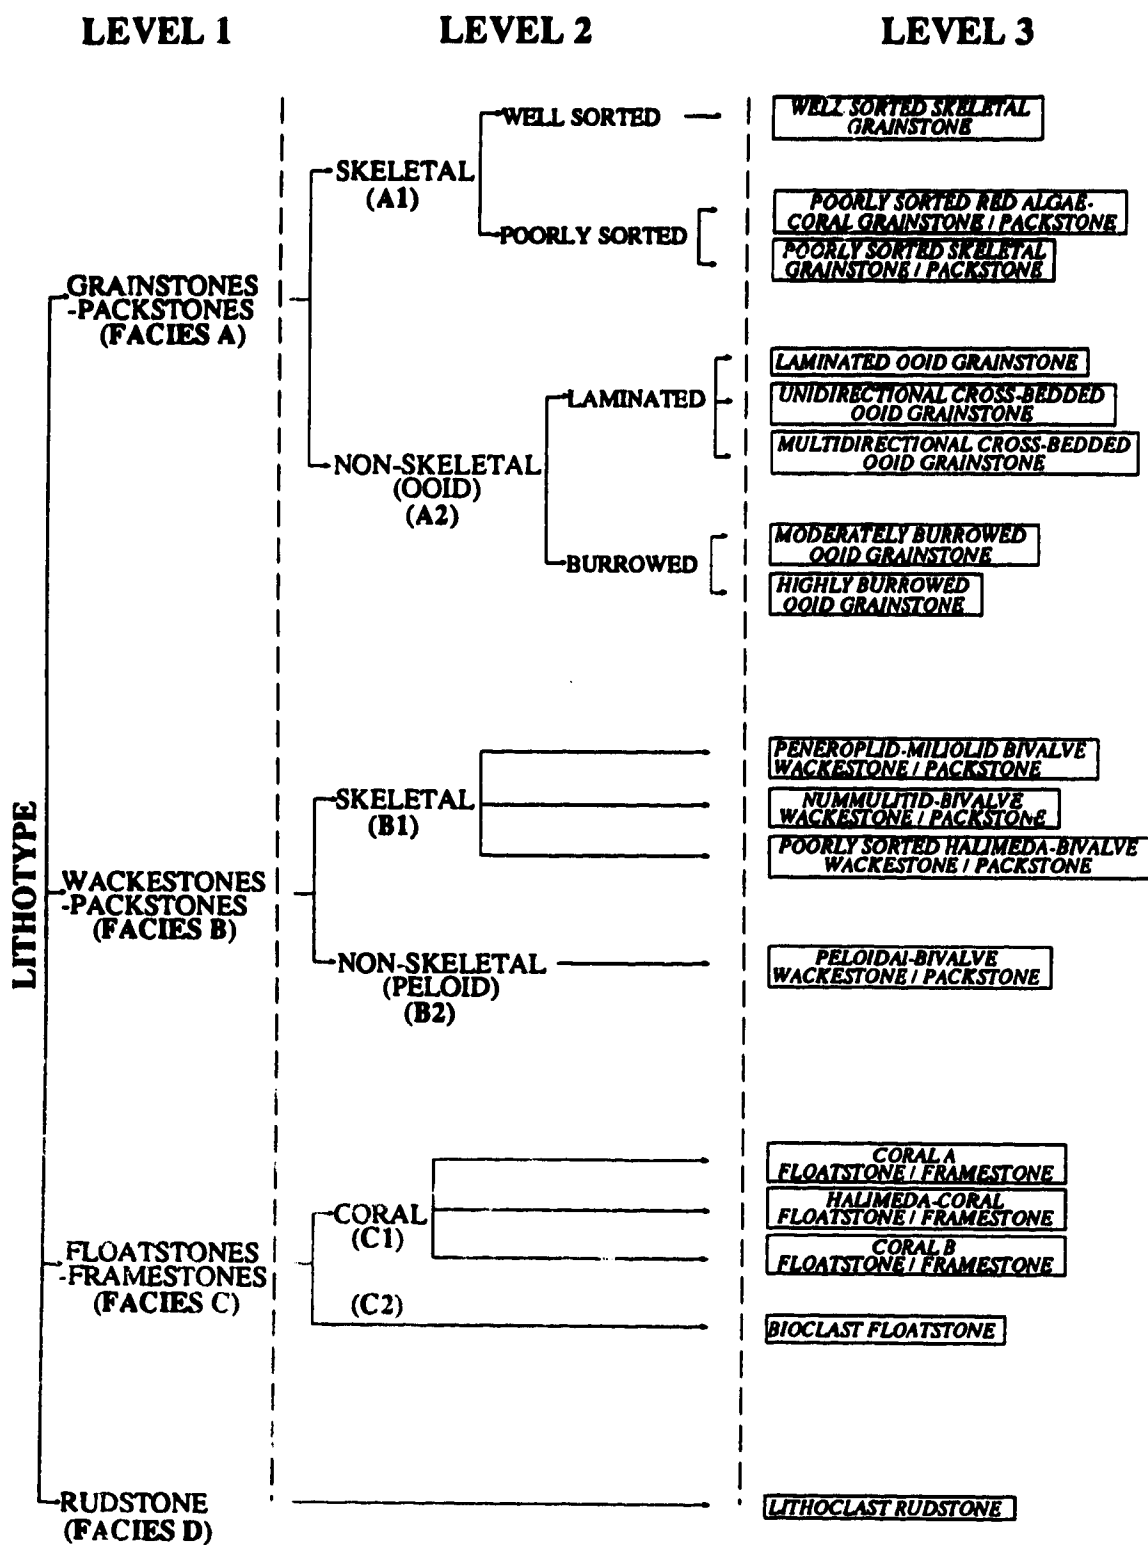 LEVEL 1
LEVEL 2
LEVEL 3
LITHOTYPE
GRAINSTONES
-PACKSTONES
(FACIES A)
SKELETAL
(A1)
WELL SORTED
WELL SORTED SKELETAL
GRAINSTONE
POORLY SORTED
POORLY SORTED RED ALGAE-
CORAL GRAINSTONE / PACKSTONE
POORLY SORTED SKELETAL
GRAINSTONE / PACKSTONE
NON-SKELETAL
(OOID)
(A2)
LAMINATED
LAMINATED OOID GRAINSTONE
UNIDIRECTIONAL CROSS-BEDDED
OOID GRAINSTONE
MULTIDIRECTIONAL CROSS-BEDDED
OOID GRAINSTONE
BURROWED
MODERATELY BURROWED
OOID GRAINSTONE
HIGHLY BURROWED
OOID GRAINSTONE
WACKESTONES
-PACKSTONES
(FACIES B)
SKELETAL
(B1)
PENEROPLID-MILIOLID BIVALVE
WACKESTONE / PACKSTONE
NUMMULITID-BIVALVE
WACKESTONE / PACKSTONE
POORLY SORTED HALIMEDA-BIVALVE
WACKESTONE / PACKSTONE
NON-SKELETAL
(PELOID)
(B2)
PELOIDAL-BIVALVE
WACKESTONE / PACKSTONE
FLOATSTONES
-FRAMESTONES
(FACIES C)
CORAL
(C1)
CORAL A
FLOATSTONE / FRAMESTONE
HALIMEDA-CORAL
FLOATSTONE / FRAMESTONE
CORAL B
FLOATSTONE / FRAMESTONE
(C2)
BIOCLAST FLOATSTONE
RUDSTONE
(FACIES D)
LITHOCLAST RUDSTONE